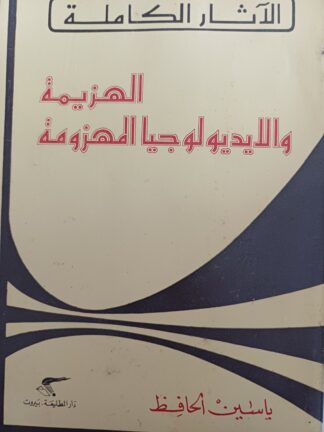 الآثار الكاملة
الهزيمة
والايديولوجيا المهزومة
ياسين الحافظ
دار الطليعة - بيروت